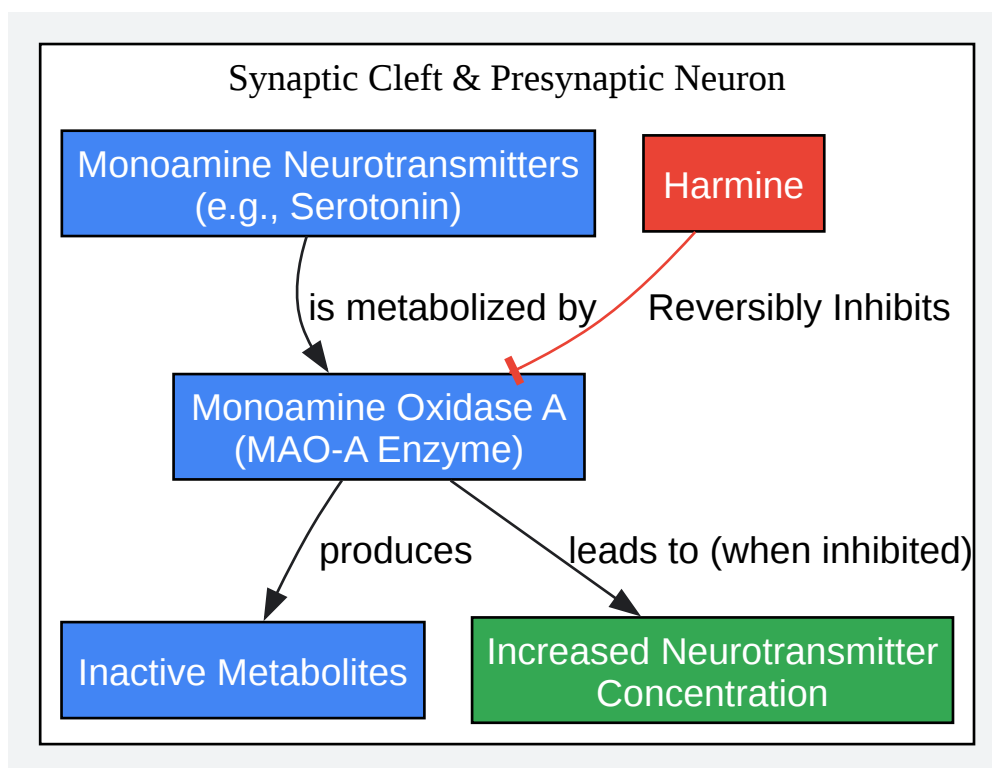 Synaptic Cleft & Presynaptic Neuron
Monoamine Neurotransmitters
(e.g., Serotonin)
Harmine
is metabolized by
Reversibly Inhibits
Monoamine Oxidase A
(MAO-A Enzyme)
produces
leads to (when inhibited)
Inactive Metabolites
Increased Neurotransmitter
Concentration